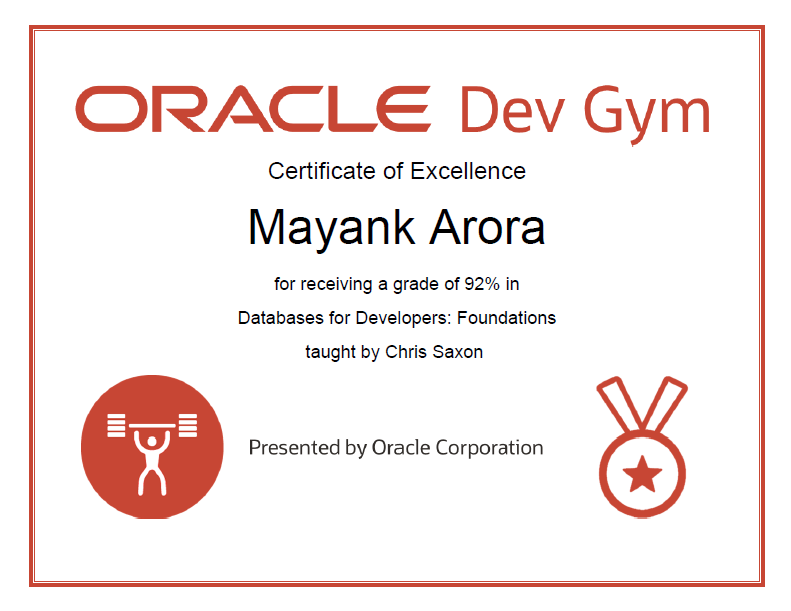 ORACLE Dev Gym
Certificate of Excellence
Mayank Arora
for receiving a grade of 92% in
Databases for Developers: Foundations
taught by Chris Saxon
Presented by Oracle Corporation